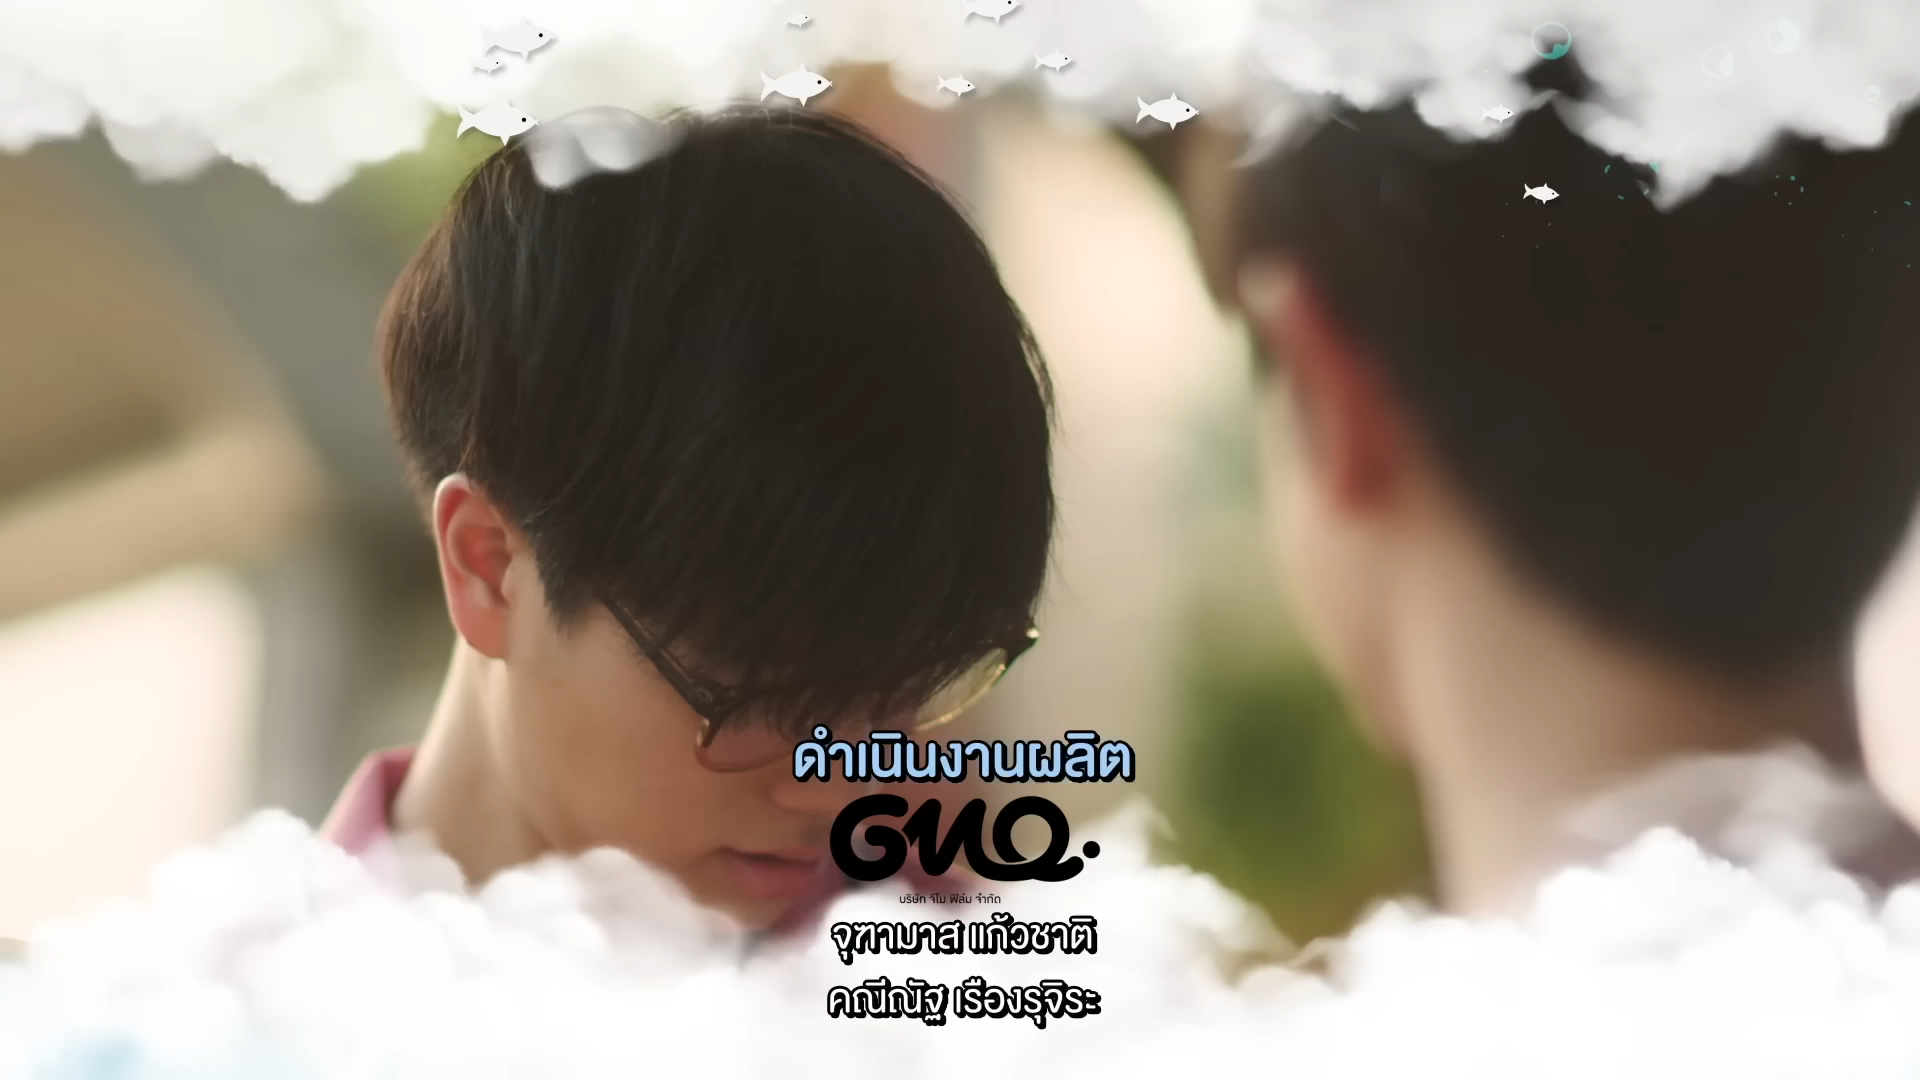 ดำเนินงานผลิต
GMO.
บริษัท จีโม ฟิล์ม จำกัด
จุฑามาส แก้วชาติ
คณีณัฐ เรืองรุจิระ